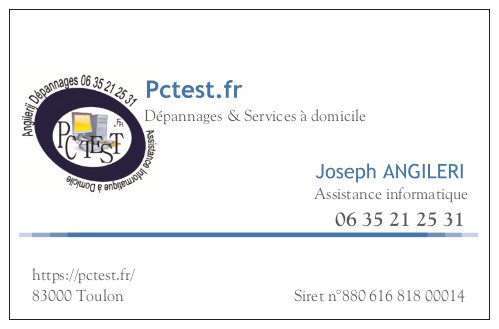 Angilerij Dépannages 06 35 21 25 31
PCTEST
.FR
Assistance Informatique à Domicile
Pctest.fr
Dépannages & Services à domicile
Joseph ANGILERI
Assistance informatique
06 35 21 25 31
https://pctest.fr/
83000 Toulon
Siret n°880 616 818 00014